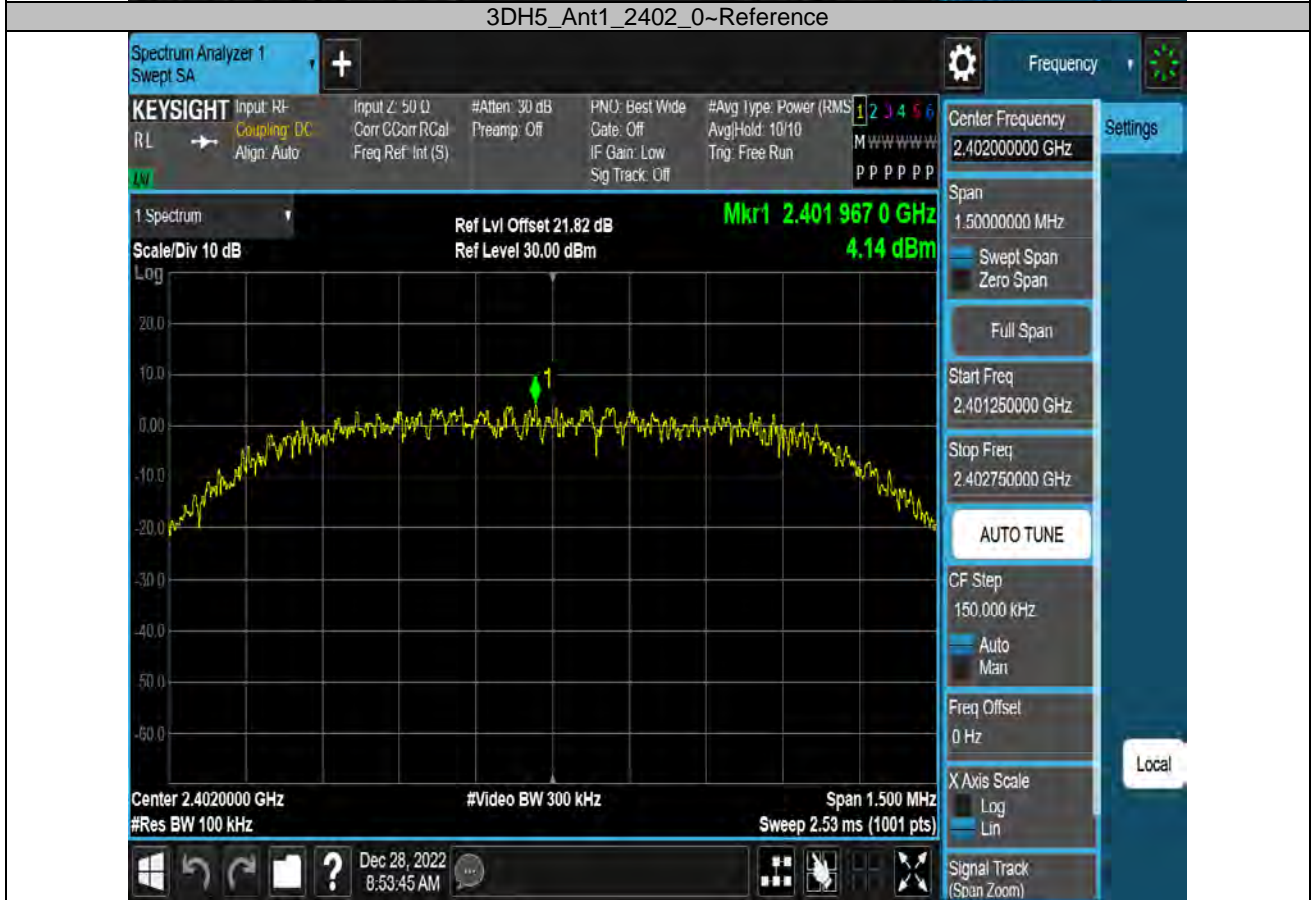 3DH5_Ant1_2402_0~Reference
Spectrum Analyzer 1
Swept SA
+
Frequency
KEYSIGHT
RL
Input: RF
Coupling: DC
Align: Auto
Input Z: 50 Ω
Corr CCorr RCal
Freq Ref: Int (S)
#Atten: 30 dB
Preamp: Off
PNO: Best Wide
Gate: Off
IF Gain: Low
Sig Track: Off
#Avg Type: Power (RMS
Avg|Hold: 10/10
Trig: Free Run
1 2 3 4 5 6
M W W W W W
P P P P P P
1 Spectrum
Scale/Div 10 dB
Ref Lvl Offset 21.82 dB
Ref Level 30.00 dBm
Mkr1 2.401 967 0 GHz
4.14 dBm
Log
20.0
10.0
0.00
-10.0
-20.0
-30.0
-40.0
-50.0
-60.0
1
Center 2.4020000 GHz
#Res BW 100 kHz
#Video BW 300 kHz
Span 1.500 MHz
Sweep 2.53 ms (1001 pts)
Center Frequency
2.402000000 GHz
Settings
Span
1.50000000 MHz
Swept Span
Zero Span
Full Span
Start Freq
2.401250000 GHz
Stop Freq
2.402750000 GHz
AUTO TUNE
CF Step
150.000 kHz
Auto
Man
Freq Offset
0 Hz
X Axis Scale
Log
Lin
Local
Signal Track
(Span Zoom)
?
Dec 28, 2022
8:53:45 AM